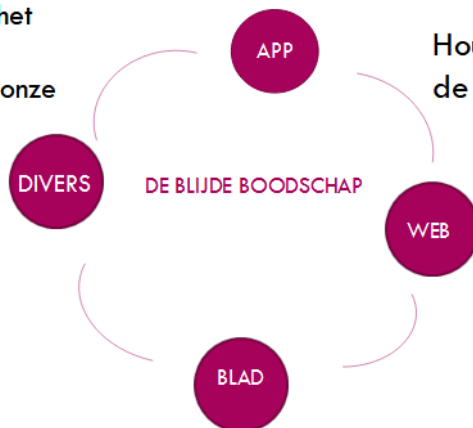 het
onze
APP
Hou
de
DIVERS
DE BLIJDE BOODSCHAP
WEB
BLAD